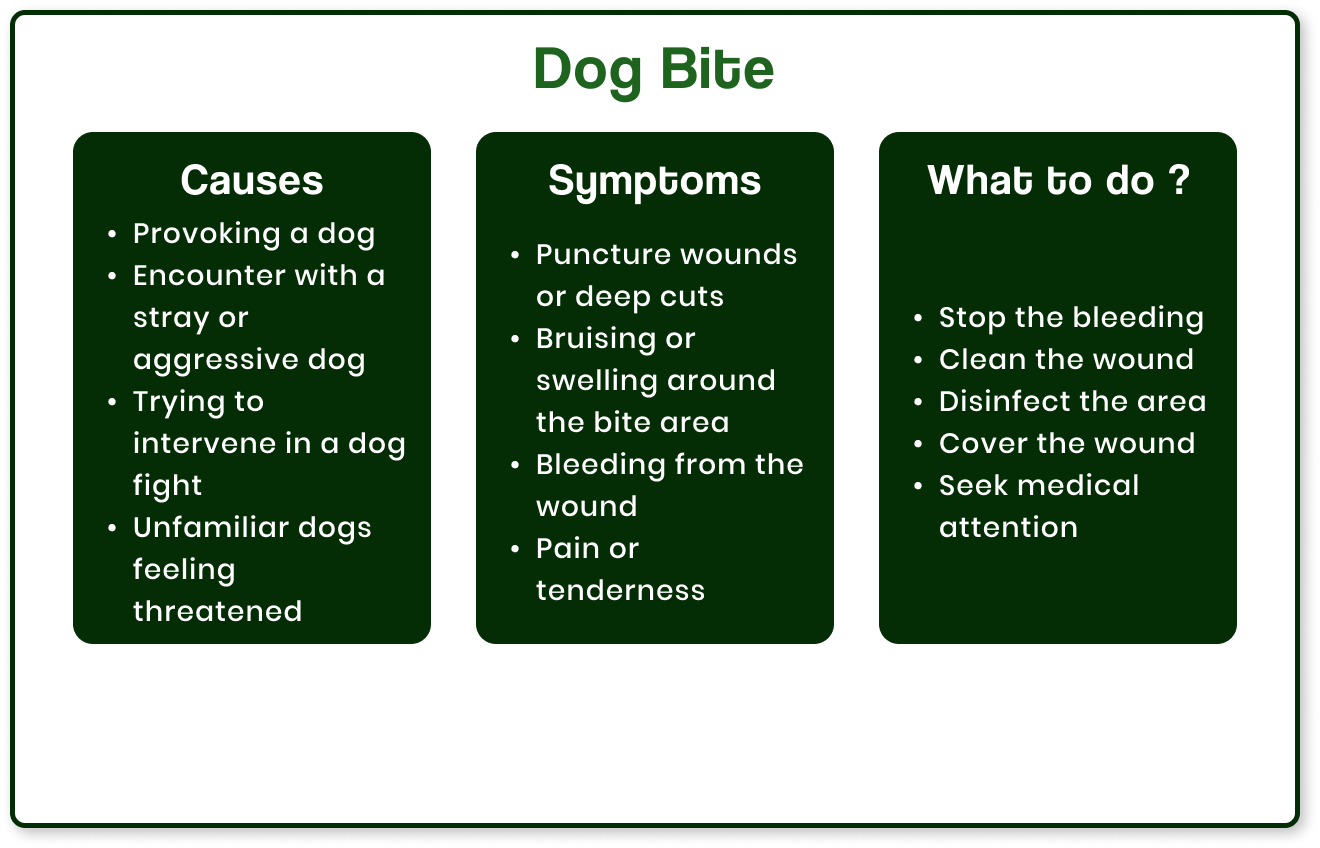 Dog Bite
Causes
• Provoking a dog
• Encounter with a
stray or
aggressive dog
• Trying to
intervene in a dog
fight
• Unfamiliar dogs
feeling
threatened
Symptoms
• Puncture wounds
or deep cuts
• Bruising or
swelling around
the bite area
• Bleeding from the
wound
• Pain or
tenderness
What to do ?
• Stop the bleeding
• Clean the wound
• Disinfect the area
• Cover the wound
• Seek medical
attention